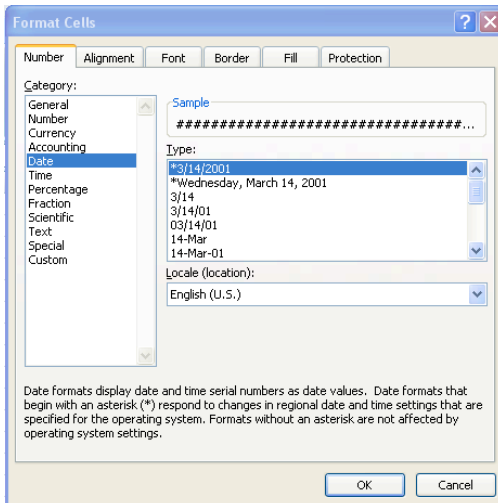 Format Cells
Number Alignment Font Border Fill Protection
Category:
General
Number
Currency
Accounting
Date
Time
Percentage
Fraction
Scientific
Text
Special
Custom
Sample
#################################...
Type:
*3/14/2001
*Wednesday, March 14, 2001
3/14
3/14/01
03/14/01
14-Mar
14-Mar-01
Locale (location):
English (U.S.)
Date formats display date and time serial numbers as date values.  Date formats that
begin with an asterisk (*) respond to changes in regional date and time settings that are
specified for the operating system. Formats without an asterisk are not affected by
operating system settings.
OK Cancel